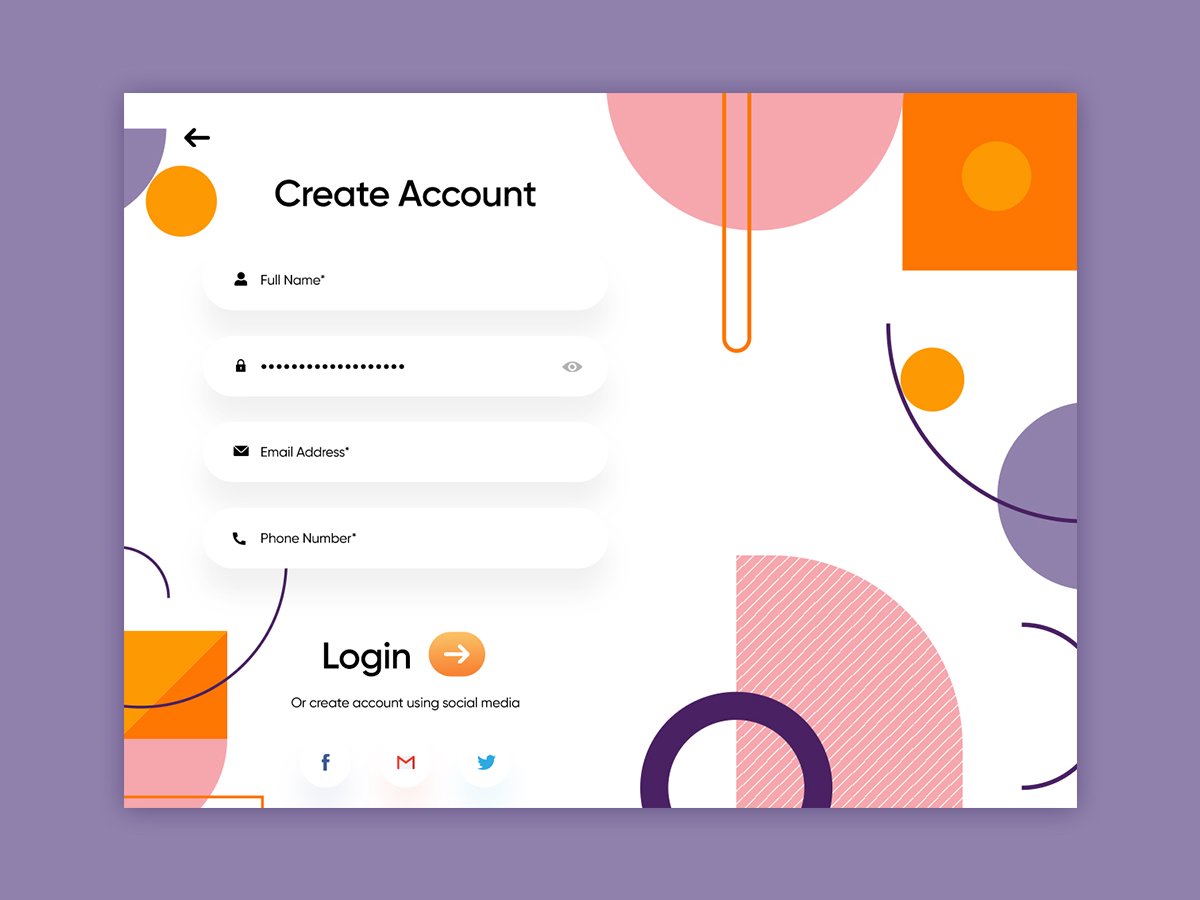 Create Account
Full Name*
•••••••••••••••••••
Email Address*
Phone Number*
Login
Or create account using social media